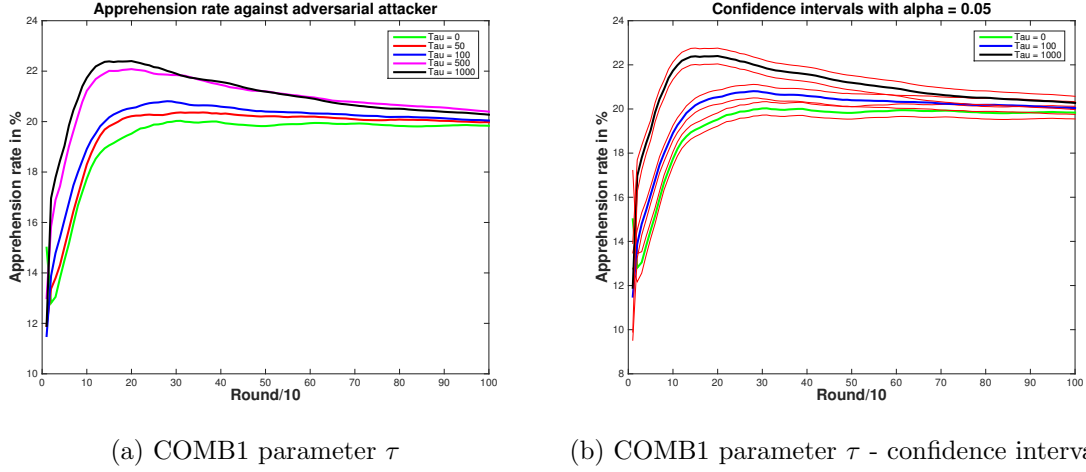 Apprehension rate against adversarial attacker
24
22
20
18
16
14
12
10
Apprehension rate in %
Tau = 0
Tau = 50
Tau = 100
Tau = 500
Tau = 1000
0 10 20 30 40 50 60 70 80 90 100
Round/10
(a) COMB1 parameter τ
Confidence intervals with alpha = 0.05
24
22
20
18
16
14
12
10
8
Apprehension rate in %
Tau = 0
Tau = 100
Tau = 1000
0 10 20 30 40 50 60 70 80 90 100
Round/10
(b) COMB1 parameter τ - confidence interva